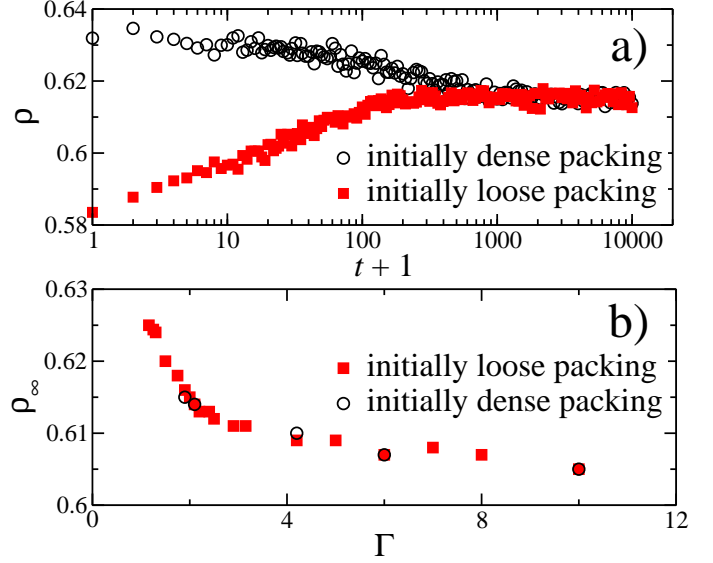 0.64
a)
0.62
ρ
0.6
initially dense packing
initially loose packing
0.58
1 10 100 1000 10000
t + 1
0.63
b)
0.62
initially loose packing
ρ∞
initially dense packing
0.61
0.6
0 4 8 12
Γ